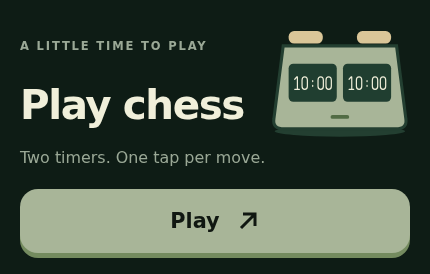 A LITTLE TIME TO PLAY
10:00 10:00
Play chess
Two timers. One tap per move.
Play